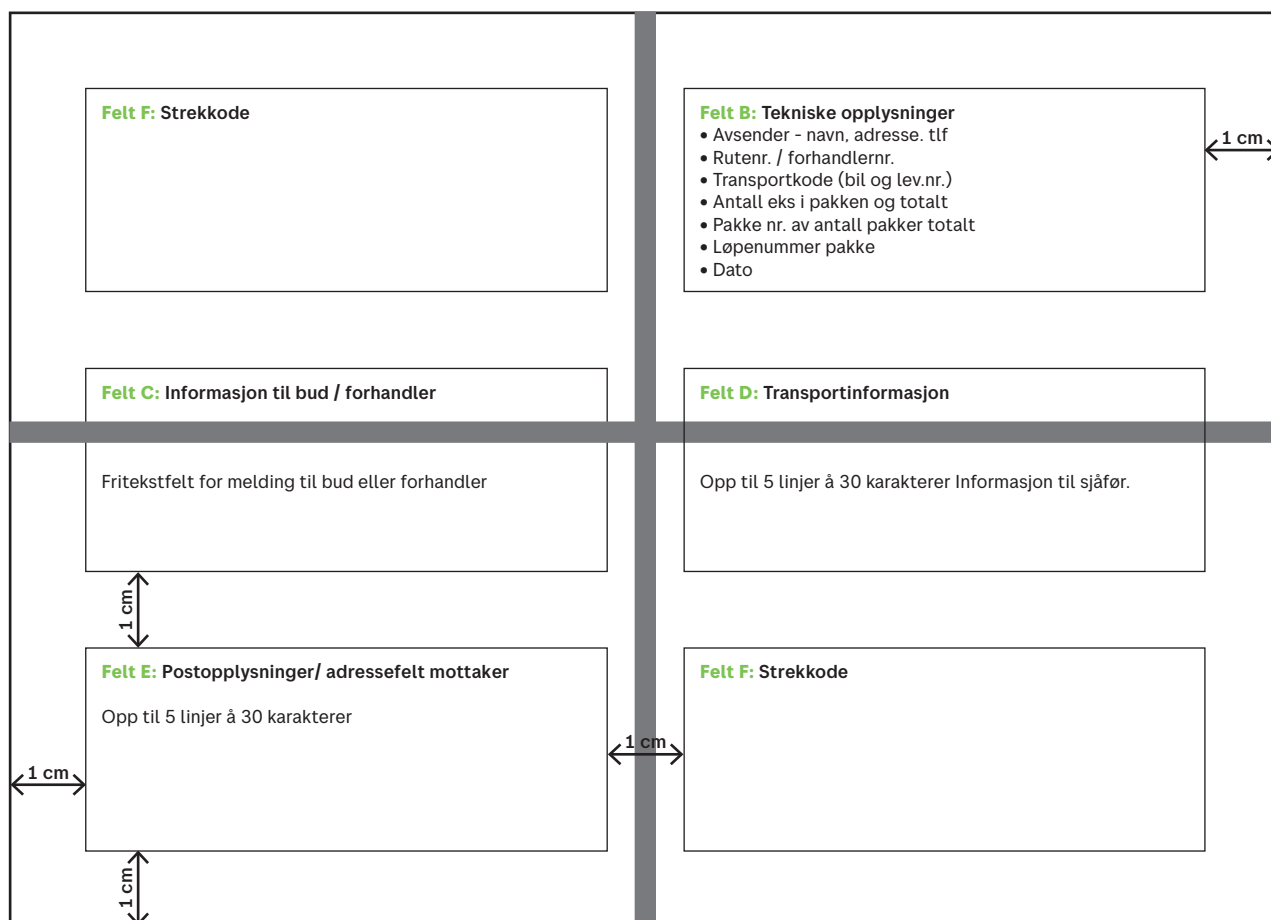 Felt F: Strekkode
Felt B: Tekniske opplysninger
• Avsender - navn, adresse. tlf
• Rutenr. / forhandlernr.
• Transportkode (bil og lev.nr.)
• Antall eks i pakken og totalt
• Pakke nr. av antall pakker totalt
• Løpenummer pakke
• Dato
1 cm
Felt C: Informasjon til bud / forhandler
Fritekstfelt for melding til bud eller forhandler
Felt D: Transportinformasjon
Opp til 5 linjer å 30 karakterer Informasjon til sjåfør.
1 cm
Felt E: Postopplysninger/ adressefelt mottaker
Opp til 5 linjer å 30 karakterer
Felt F: Strekkode
1 cm
1 cm
1 cm